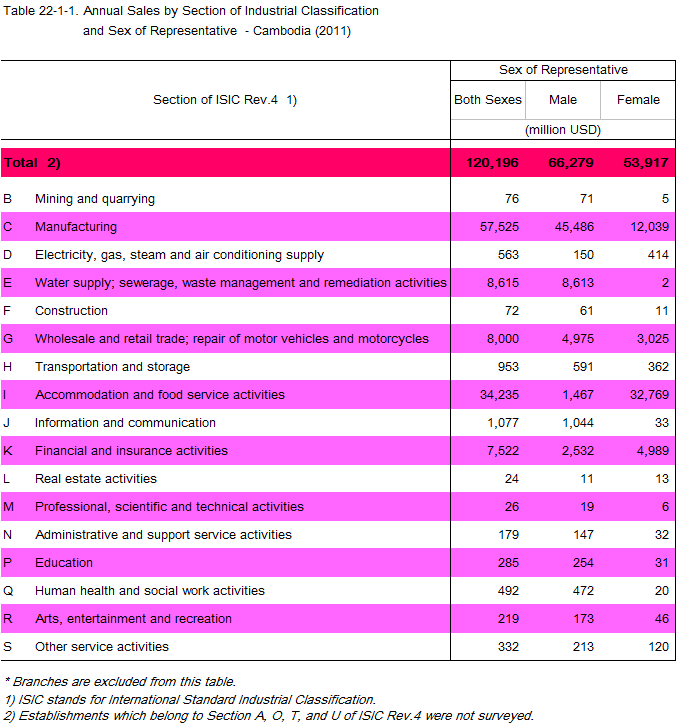 Table 22-1-1. Annual Sales by Section of Industrial Classification
and Sex of Representative - Cambodia (2011)
Section of ISIC Rev.4 1) Sex of Representative
Both Sexes Male Female
(million USD)
Total 2) 120,196 66,279 53,917
B Mining and quarrying 76 71 5
C Manufacturing 57,525 45,486 12,039
D Electricity, gas, steam and air conditioning supply 563 150 414
E Water supply; sewerage, waste management and remediation activities 8,615 8,613 2
F Construction 72 61 11
G Wholesale and retail trade; repair of motor vehicles and motorcycles 8,000 4,975 3,025
H Transportation and storage 953 591 362
I Accommodation and food service activities 34,235 1,467 32,769
J Information and communication 1,077 1,044 33
K Financial and insurance activities 7,522 2,532 4,989
L Real estate activities 24 11 13
M Professional, scientific and technical activities 26 19 6
N Administrative and support service activities 179 147 32
P Education 285 254 31
Q Human health and social work activities 492 472 20
R Arts, entertainment and recreation 219 173 46
S Other service activities 332 213 120
* Branches are excluded from this table.
1) ISIC stands for International Standard Industrial Classification.
2) Establishments which belong to Section A, O, T, and U of ISIC Rev.4 were not surveyed.